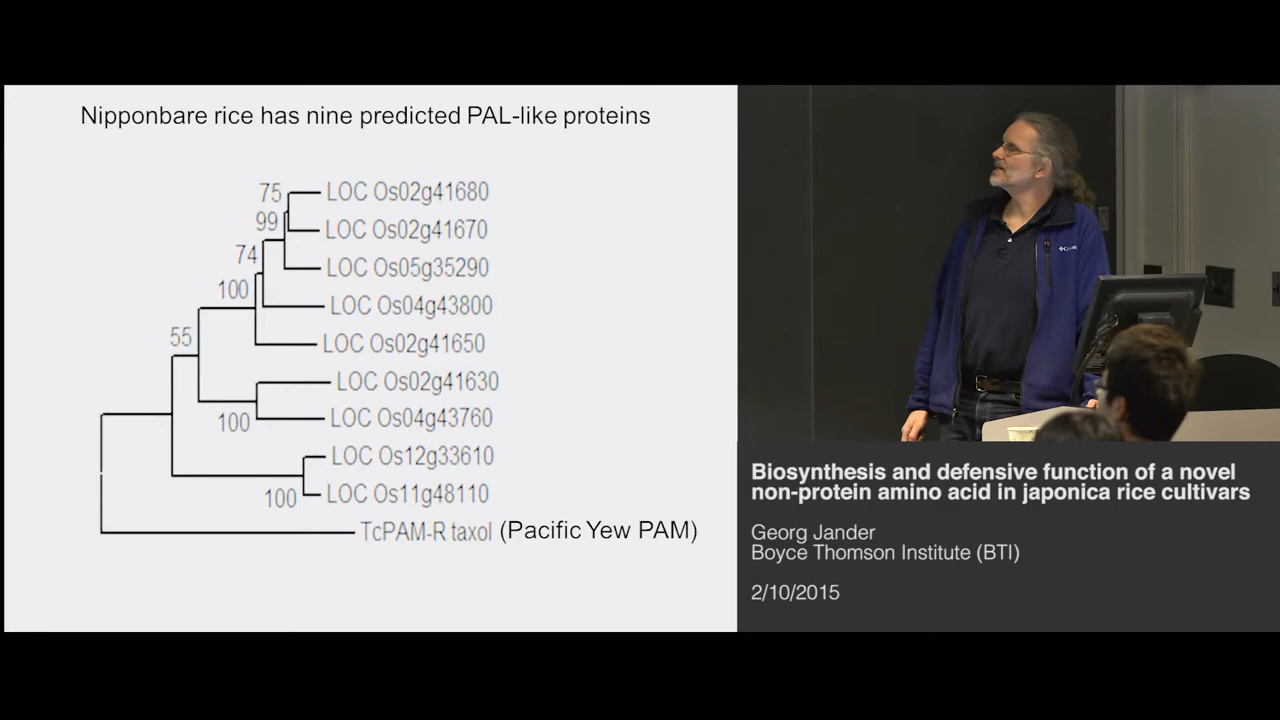 Nipponbare rice has nine predicted PAL-like proteins
75
LOC Os02g41680
99
LOC Os02g41670
74
LOC Os05g35290
100
LOC Os04g43800
55
LOC Os02g41650
LOC Os02g41630
100
LOC Os04g43760
LOC Os12g33610
100
LOC Os11g48110
TcPAM-R taxol (Pacific Yew PAM)
Biosynthesis and defensive function of a novel
non-protein amino acid in japonica rice cultivars
Georg Jander
Boyce Thomson Institute (BTI)
2/10/2015